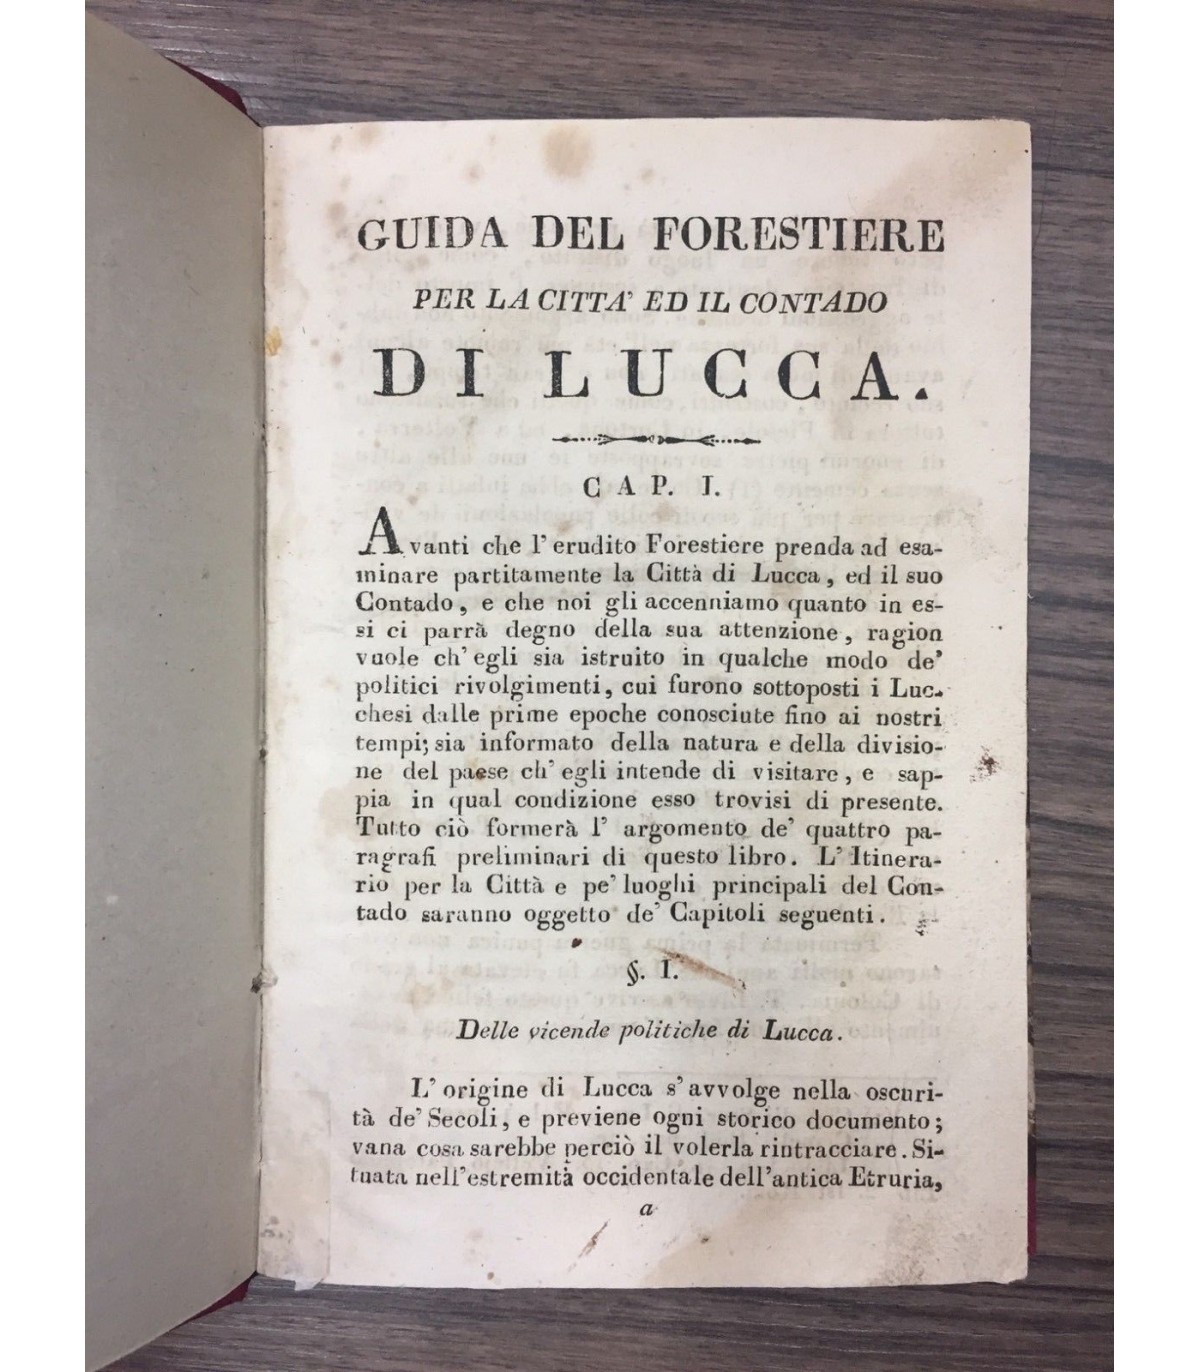 GUIDA DEL FORESTIERE
PER LA CITTA' ED IL CONTADO
DI LUCCA.
CAP. I.
Avanti che l'erudito Forestiere prenda ad esa-
minare partitamente la Città di Lucca, ed il suo
Contado, e che noi gli accenniamo quanto in es-
si ci parrà degno della sua attenzione, ragion
vuole ch'egli sia istruito in qualche modo de'
politici rivolgimenti, cui furono sottoposti i Luc-
chesi dalle prime epoche conosciute fino ai nostri
tempi; sia informato della natura e della divisio-
ne del paese ch'egli intende di visitare, e sap-
pia in qual condizione esso trovisi di presente.
Tutto ciò formerà l'argomento de' quattro pa-
ragrafi preliminari di questo libro. L'Itinera-
rio per la Città e pe' luoghi principali del Con-
tado saranno oggetto de' Capitoli seguenti.
§. I.
Delle vicende politiche di Lucca.
L'origine di Lucca s'avvolge nella oscuri-
tà de' Secoli, e previene ogni storico documento;
vana cosa sarebbe perciò il volerla rintracciare. Si-
tuata nell'estremità occidentale dell'antica Etruria,
a